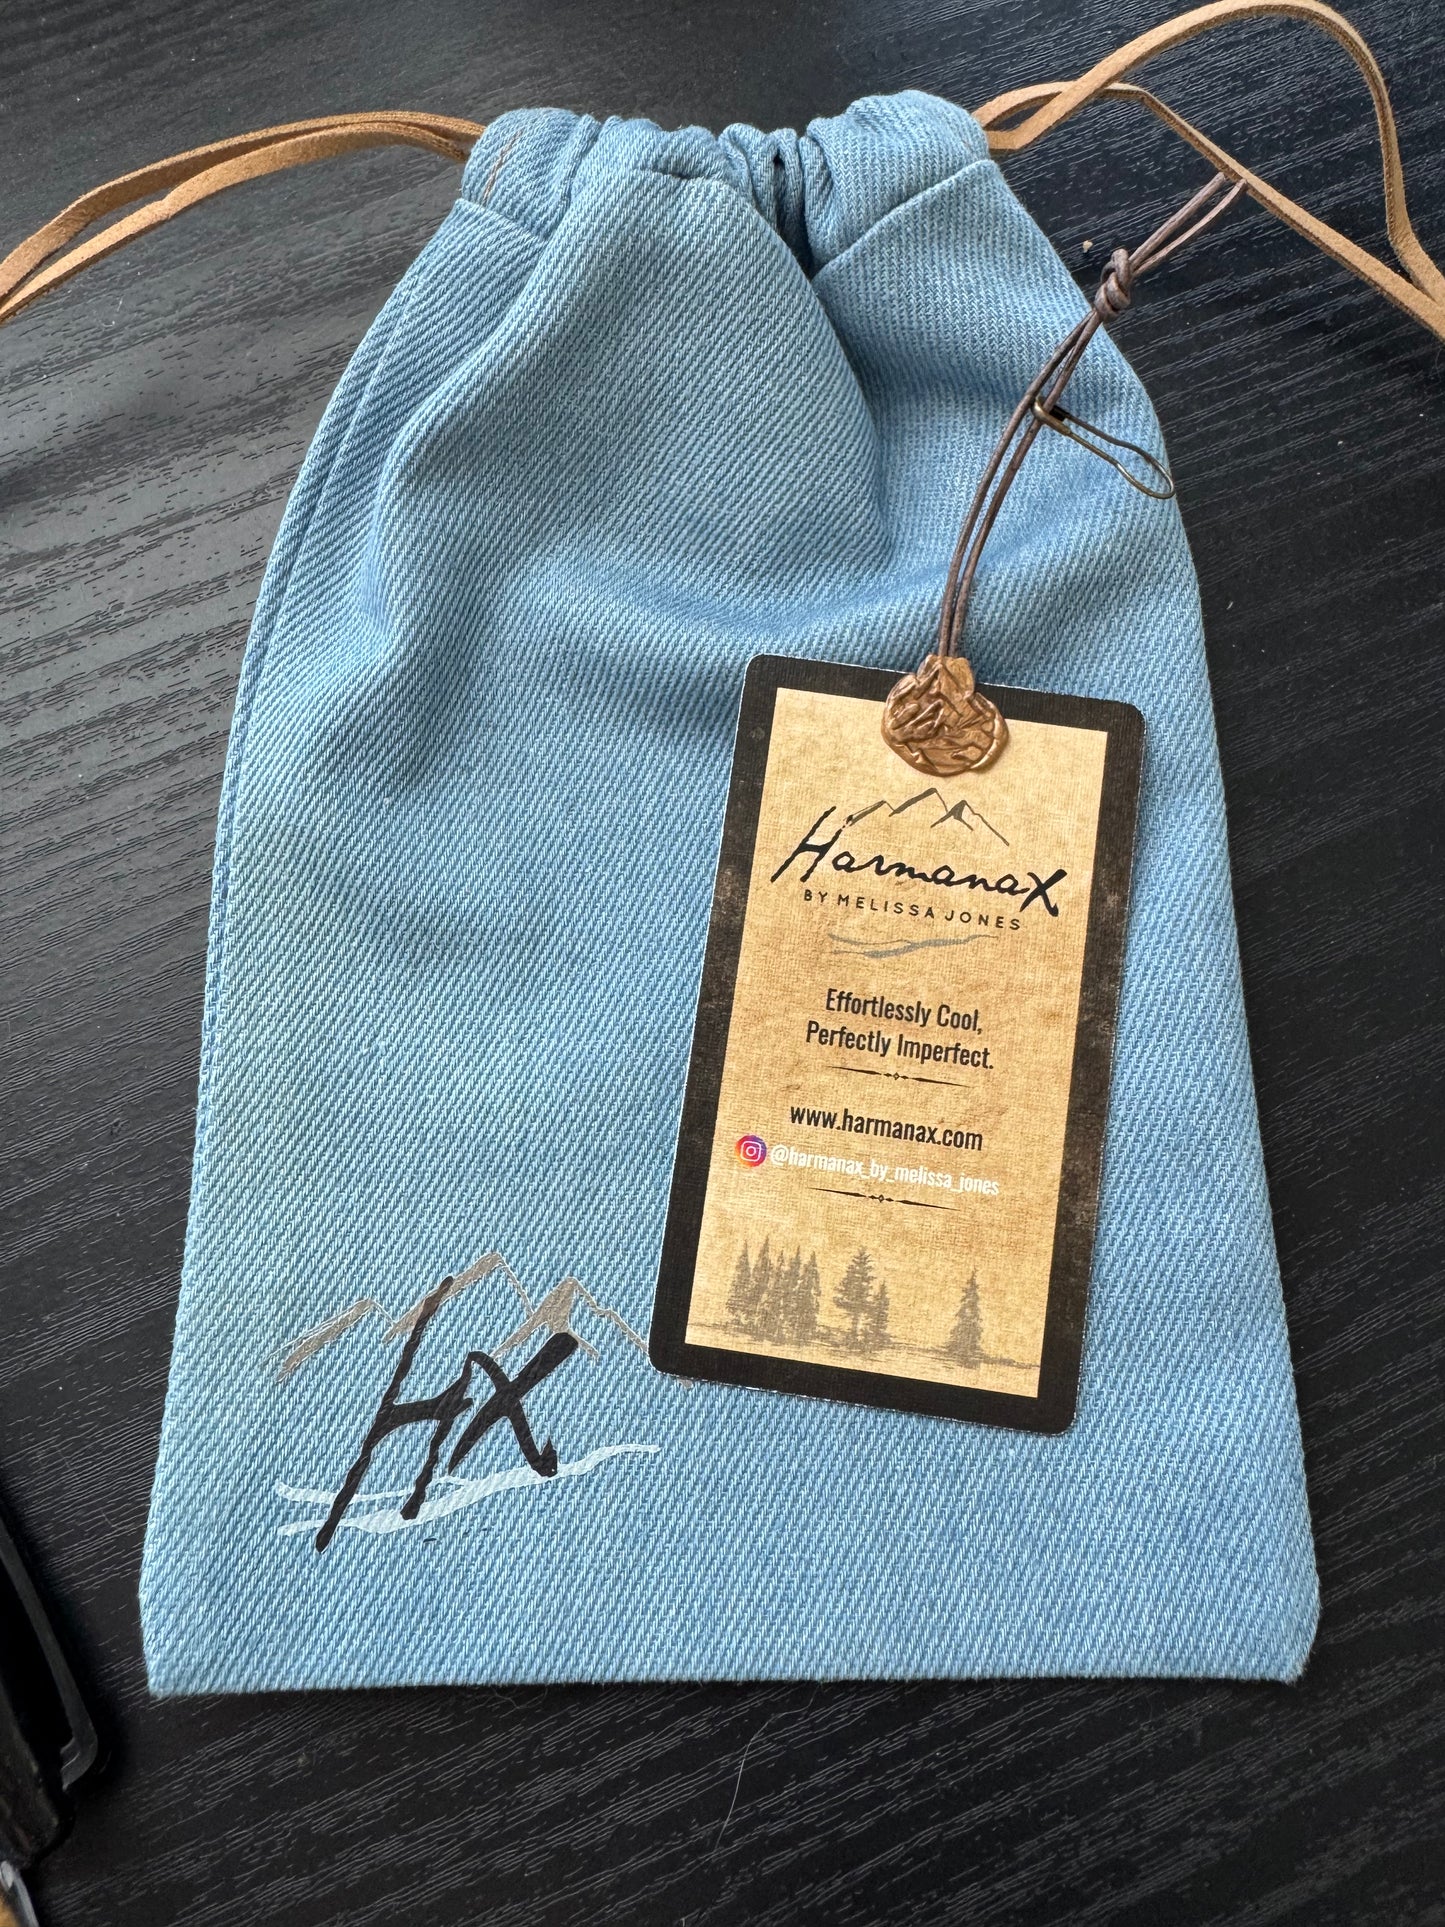 HarmanaX
BY MELISSA JONES
Effortlessly Cool,
Perfectly Imperfect.
www.harmanax.com
@harmanax_by_melissa_jones
HX